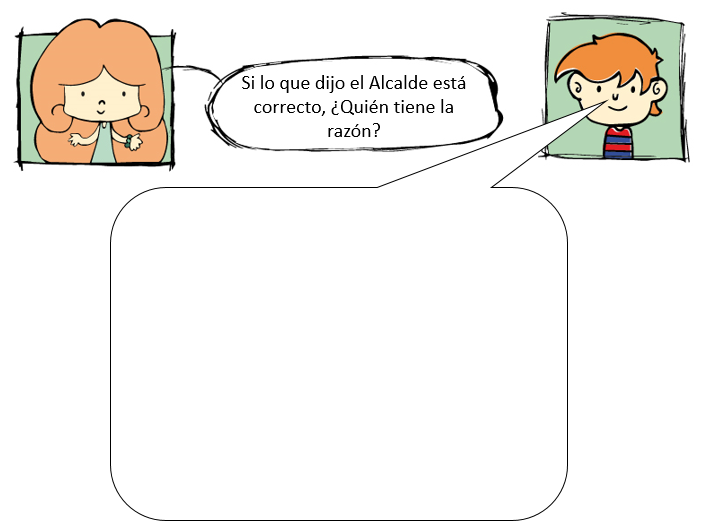 Si lo que dijo el Alcalde está
correcto, ¿Quién tiene la
razón?